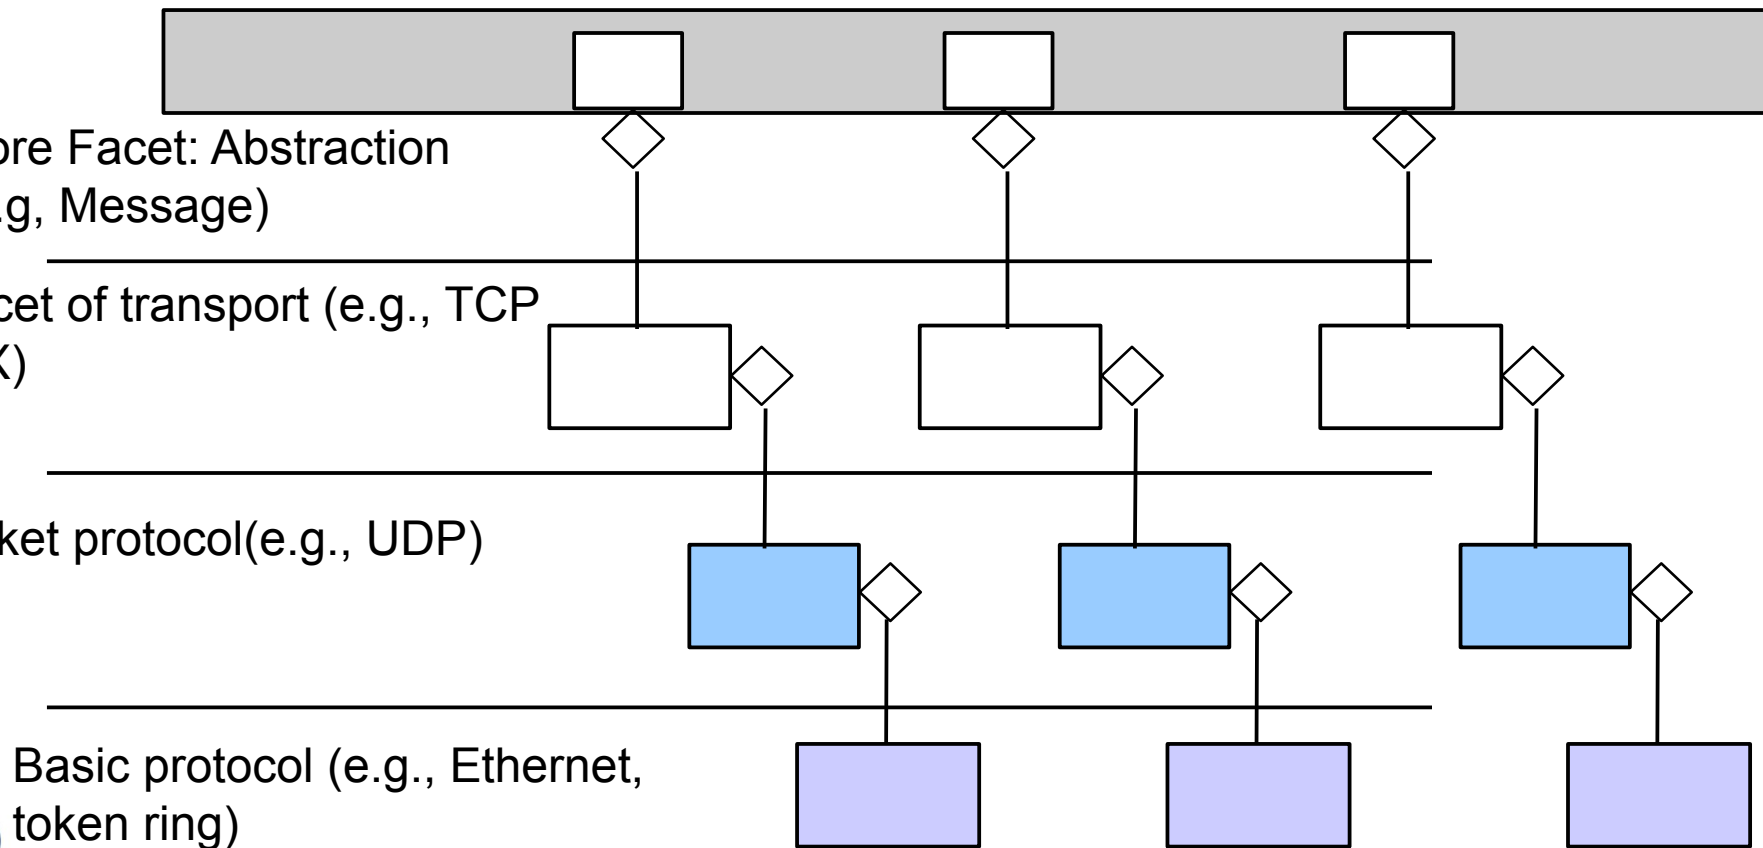 ore Facet: Abstraction
.g, Message)
cet of transport (e.g., TCP
X)
ket protocol(e.g., UDP)
Basic protocol (e.g., Ethernet,
token ring)